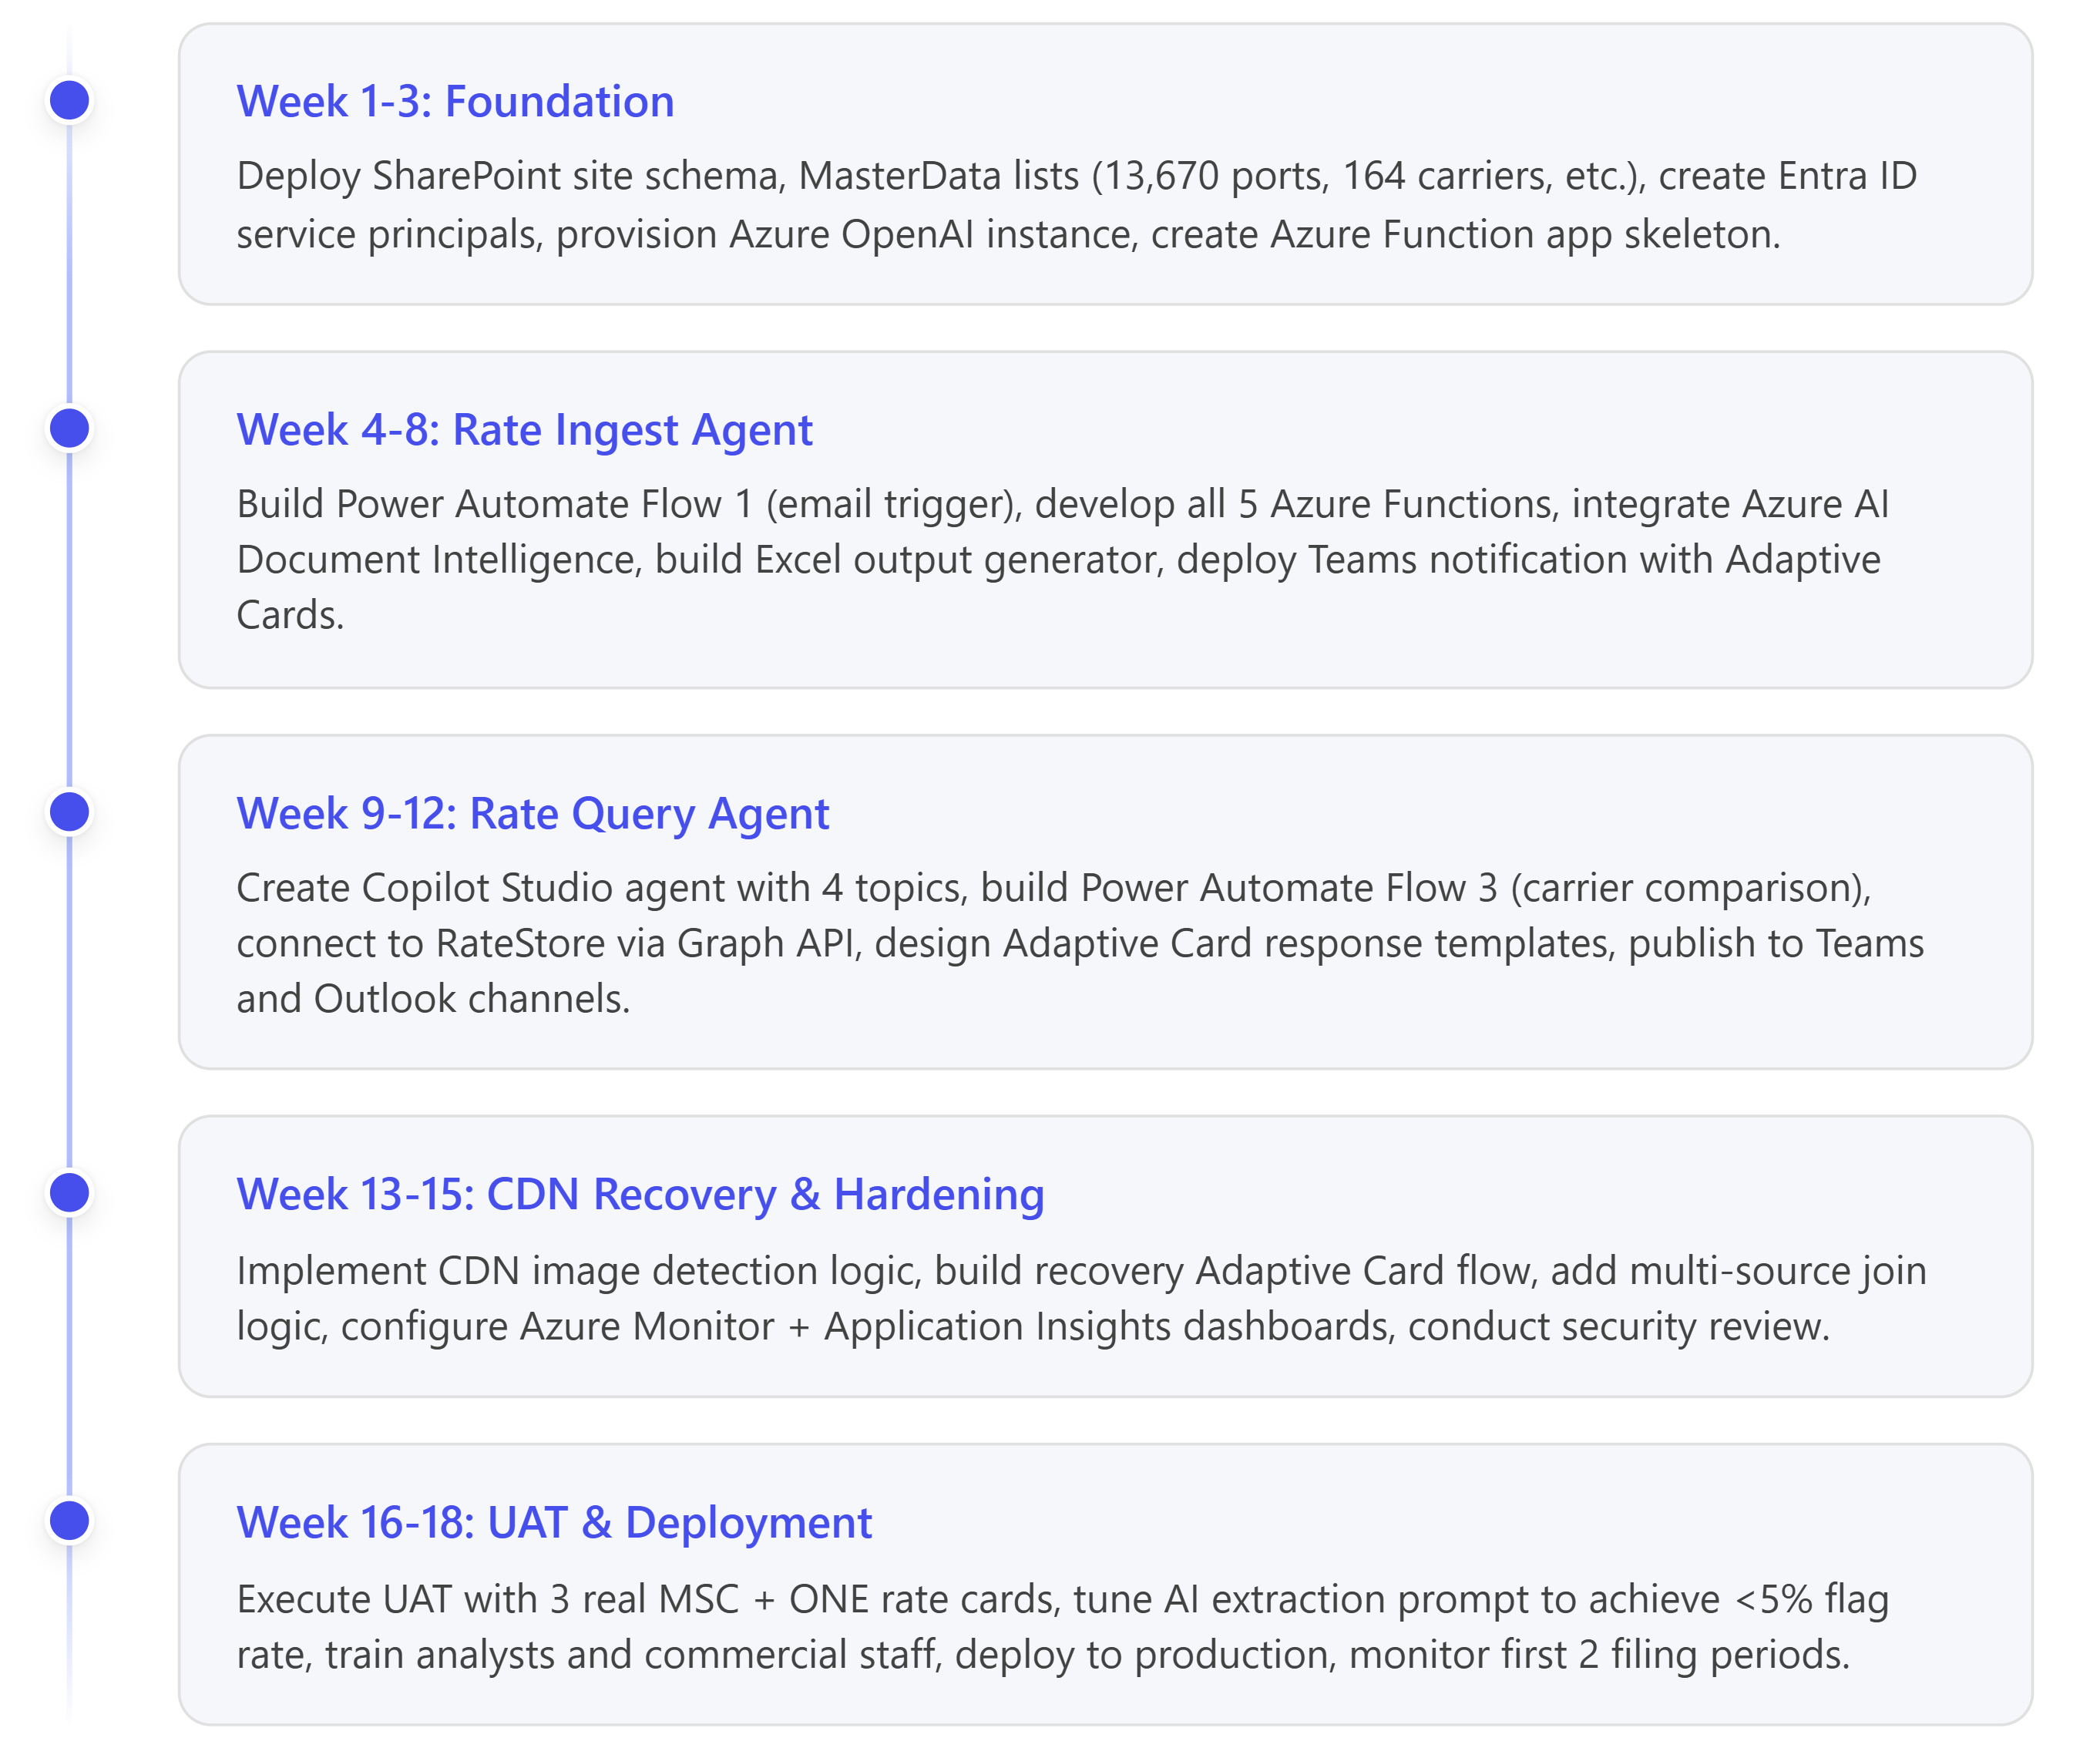 Week 1-3: Foundation
Deploy SharePoint site schema, MasterData lists (13,670 ports, 164 carriers, etc.), create Entra ID
service principals, provision Azure OpenAI instance, create Azure Function app skeleton.
Week 4-8: Rate Ingest Agent
Build Power Automate Flow 1 (email trigger), develop all 5 Azure Functions, integrate Azure AI
Document Intelligence, build Excel output generator, deploy Teams notification with Adaptive
Cards.
Week 9-12: Rate Query Agent
Create Copilot Studio agent with 4 topics, build Power Automate Flow 3 (carrier comparison),
connect to RateStore via Graph API, design Adaptive Card response templates, publish to Teams
and Outlook channels.
Week 13-15: CDN Recovery & Hardening
Implement CDN image detection logic, build recovery Adaptive Card flow, add multi-source join
logic, configure Azure Monitor + Application Insights dashboards, conduct security review.
Week 16-18: UAT & Deployment
Execute UAT with 3 real MSC + ONE rate cards, tune AI extraction prompt to achieve <5% flag
rate, train analysts and commercial staff, deploy to production, monitor first 2 filing periods.